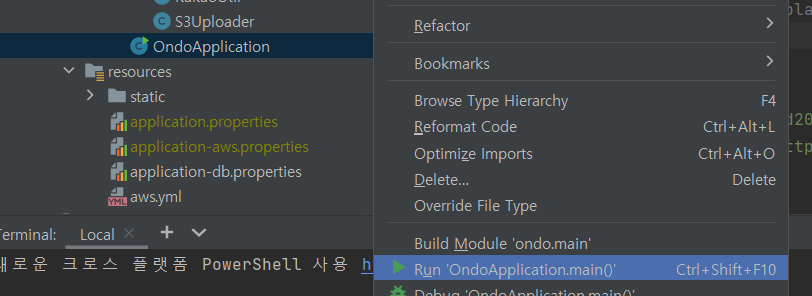 S3Uploader
OndoApplication
resources
static
application.properties
application-aws.properties
application-db.properties
aws.yml
Terminal: Local
로운 크로스 플랫폼 PowerShell 사용 h
Refactor
Bookmarks
Browse Type Hierarchy F4
Reformat Code Ctrl+Alt+L
Optimize Imports Ctrl+Alt+O
Delete... Delete
Override File Type
Build Module 'ondo.main'
Run 'OndoApplication.main()' Ctrl+Shift+F10
Debug 'OndoApplication.main()'